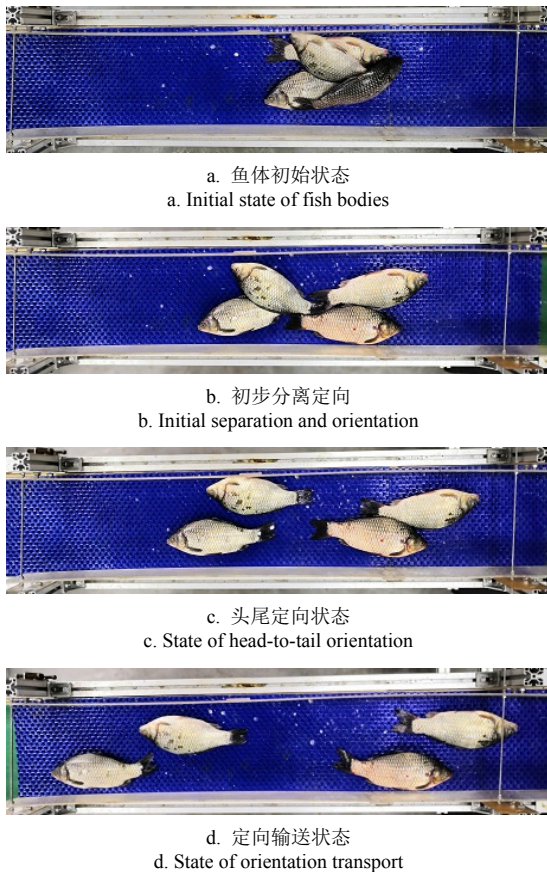 a. 鱼体初始状态
a. Initial state of fish bodies
b. 初步分离定向
b. Initial separation and orientation
c. 头尾定向状态
c. State of head-to-tail orientation
d. 定向输送状态
d. State of orientation transport